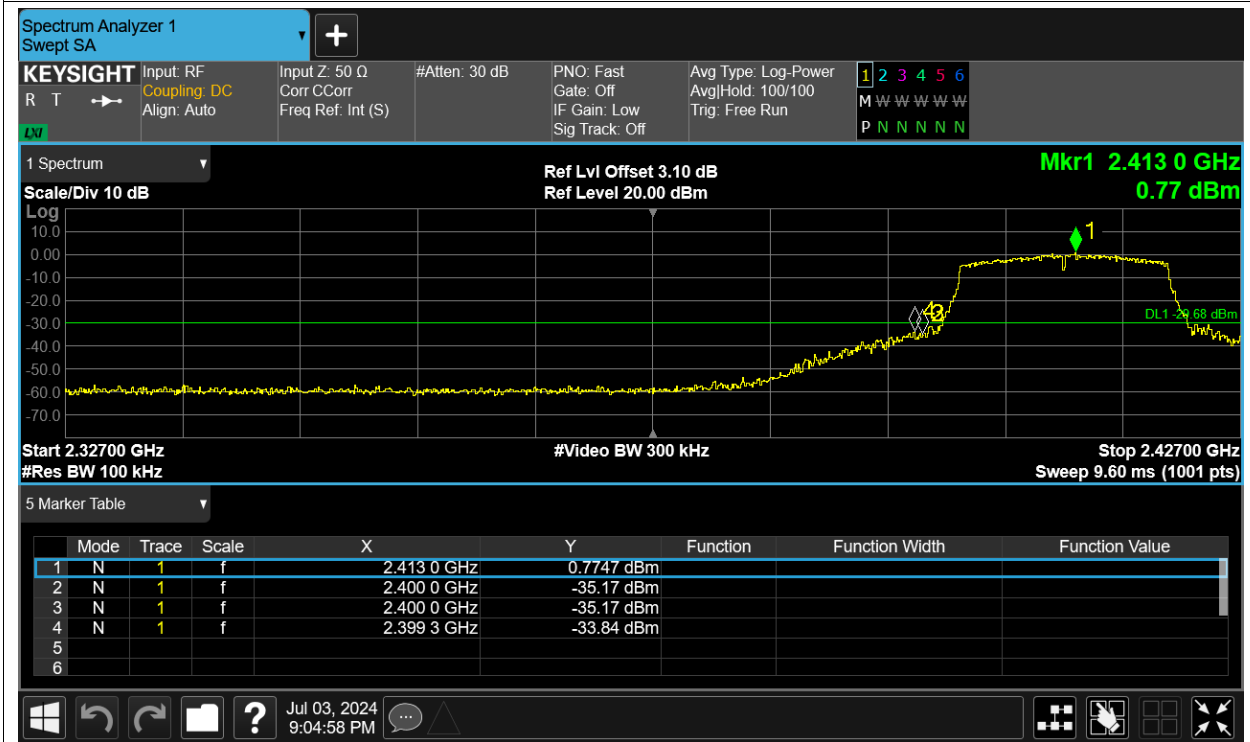 Spectrum Analyzer 1
Swept SA
KEYSIGHT Input: RF Input Z: 50 Ω #Atten: 30 dB PNO: Fast Avg Type: Log-Power 1 2 3 4 5 6
R T Coupling: DC Corr CCorr Gate: Off Avg|Hold: 100/100 M W W W W W
Align: Auto Freq Ref: Int (S) IF Gain: Low Trig: Free Run
LXI Sig Track: Off P N N N N N
1 Spectrum Ref Lvl Offset 3.10 dB Mkr1 2.413 0 GHz
Scale/Div 10 dB Ref Level 20.00 dBm 0.77 dBm
Log
10.0
1
0.00
-10.0
-20.0
-30.0
DL1 -29.68 dBm
-40.0
-50.0
-60.0
-70.0
Start 2.32700 GHz #Video BW 300 kHz Stop 2.42700 GHz
#Res BW 100 kHz Sweep 9.60 ms (1001 pts)
5 Marker Table
Mode Trace Scale X Y Function Function Width Function Value
1 N 1 f 2.413 0 GHz 0.7747 dBm
2 N 1 f 2.400 0 GHz -35.17 dBm
3 N 1 f 2.400 0 GHz -35.17 dBm
4 N 1 f 2.399 3 GHz -33.84 dBm
5
6
? Jul 03, 2024
9:04:58 PM